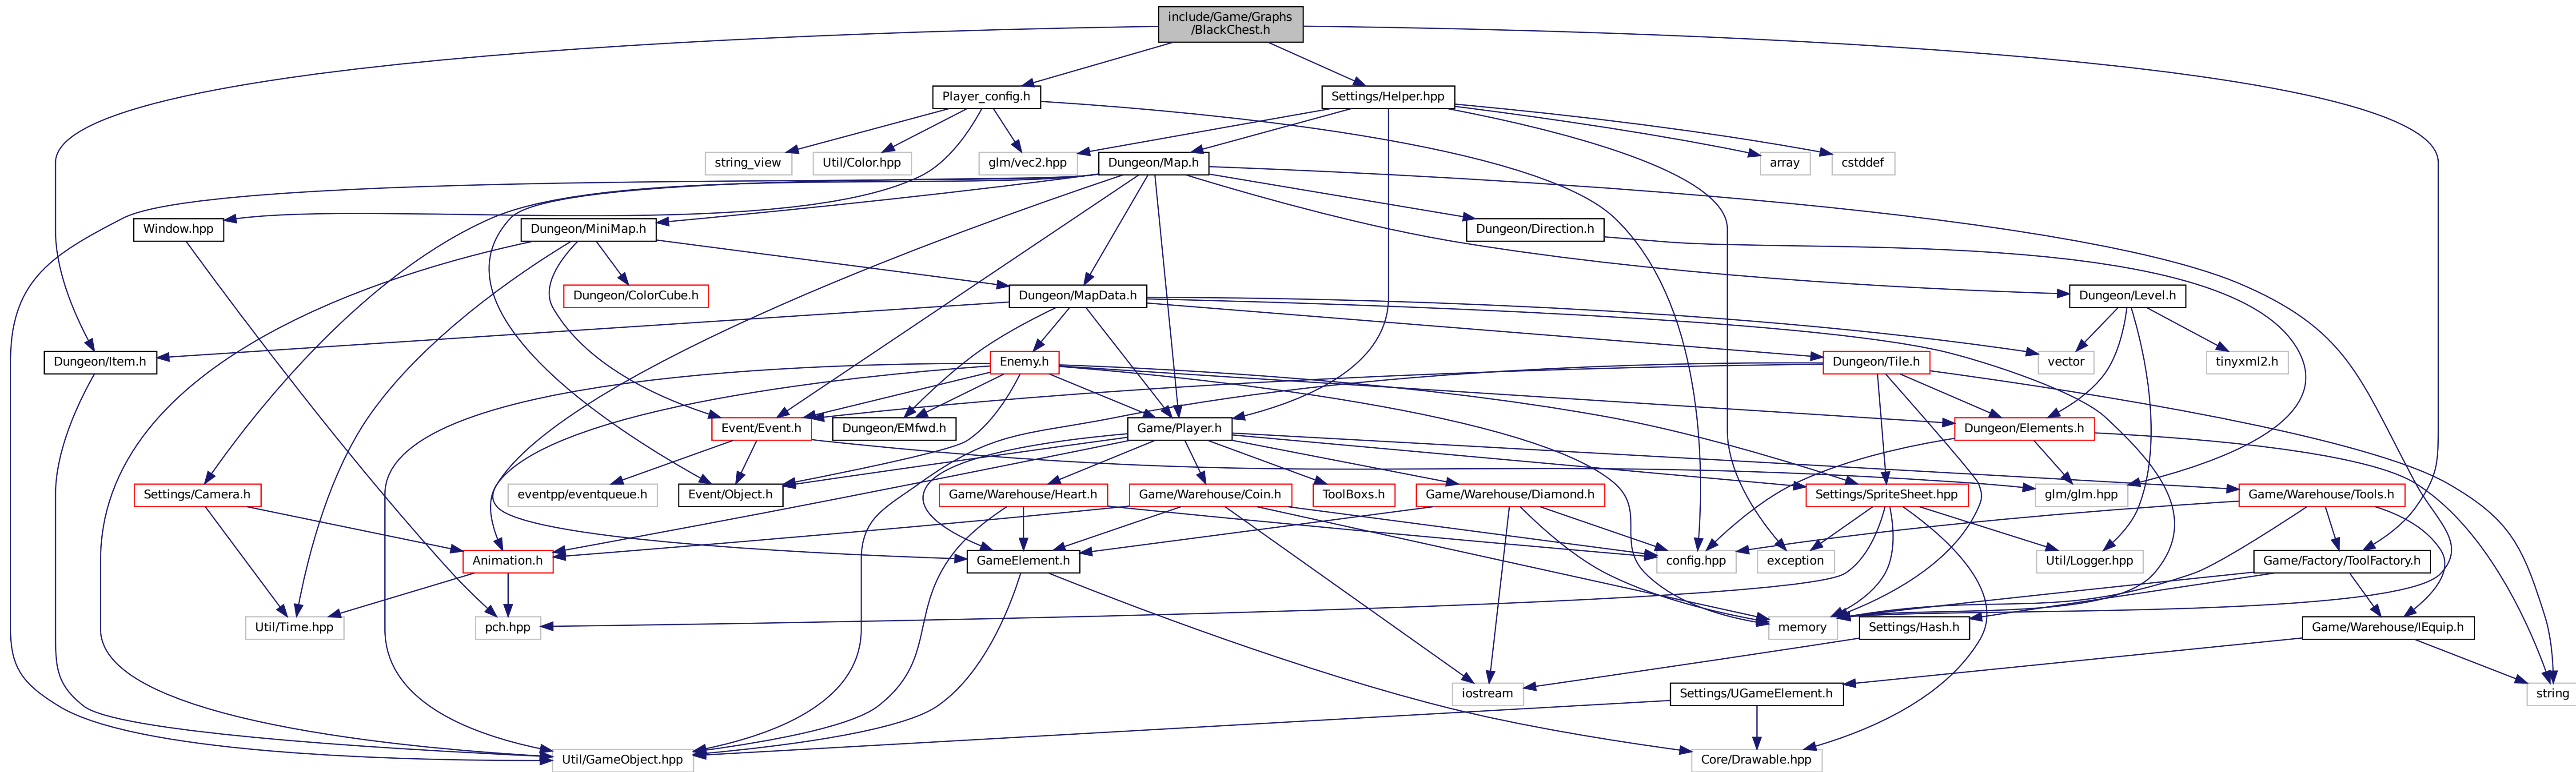 include/Game/Graphs
/BlackChest.h
Player_config.h
Settings/Helper.hpp
string_view
Util/Color.hpp
glm/vec2.hpp
Dungeon/Map.h
array
cstddef
Window.hpp
Dungeon/MiniMap.h
Dungeon/Direction.h
Dungeon/ColorCube.h
Dungeon/MapData.h
Dungeon/Level.h
Dungeon/Item.h
Enemy.h
Dungeon/Tile.h
vector
tinyxml2.h
Event/Event.h
Dungeon/EMfwd.h
Game/Player.h
Dungeon/Elements.h
Settings/Camera.h
eventpp/eventqueue.h
Event/Object.h
Game/Warehouse/Heart.h
Game/Warehouse/Coin.h
ToolBoxs.h
Game/Warehouse/Diamond.h
Settings/SpriteSheet.hpp
glm/glm.hpp
Game/Warehouse/Tools.h
Animation.h
GameElement.h
config.hpp
exception
Util/Logger.hpp
Game/Factory/ToolFactory.h
Util/Time.hpp
pch.hpp
memory
Settings/Hash.h
Game/Warehouse/IEquip.h
iostream
Settings/UGameElement.h
string
Util/GameObject.hpp
Core/Drawable.hpp